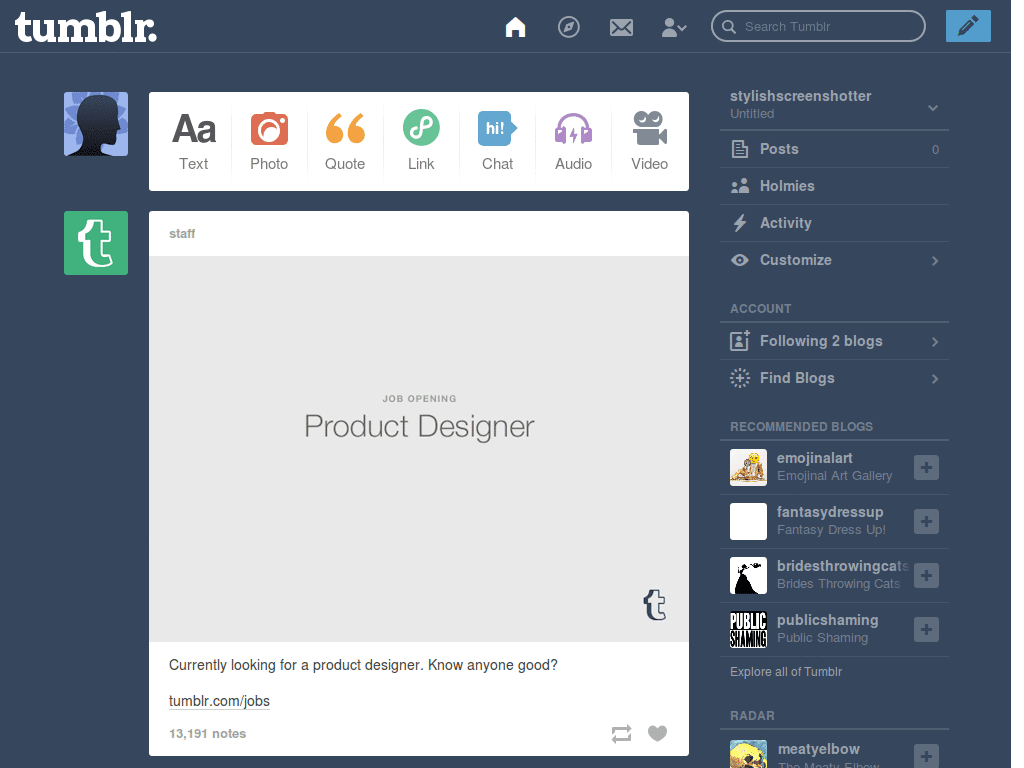 tumblr.
Search Tumblr
Aa
hi!
Text
Photo
Quote
Link
Chat
Audio
Video
staff
JOB OPENING
Product Designer
Currently looking for a product designer. Know anyone good?
tumblr.com/jobs
13,191 notes
stylishscreenshotter
Untitled
Posts 0
Holmies
Activity
Customize
ACCOUNT
Following 2 blogs
Find Blogs
RECOMMENDED BLOGS
emojinalart
Emojinal Art Gallery
fantasydressup
Fantasy Dress Up!
bridesthrowingcats
Brides Throwing Cats
PUBLIC
SHAMING
publicshaming
Public Shaming
Explore all of Tumblr
RADAR
meatyelbow
The Meaty Elbow